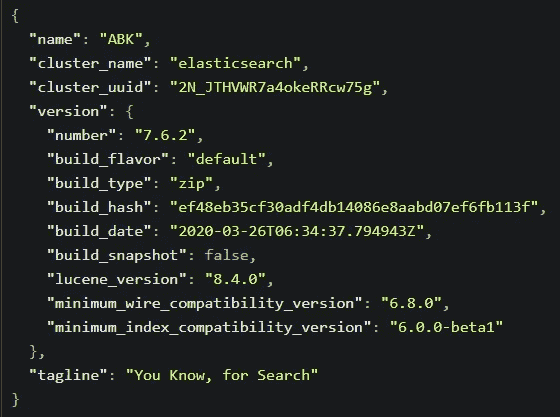 {
"name": "ABK",
"cluster_name": "elasticsearch",
"cluster_uuid": "2N_JTHVWR7a4okeRRcw75g",
"version": {
"number": "7.6.2",
"build_flavor": "default",
"build_type": "zip",
"build_hash": "ef48eb35cf30adf4db14086e8aabd07ef6fb113f",
"build_date": "2020-03-26T06:34:37.794943Z",
"build_snapshot": false,
"lucene_version": "8.4.0",
"minimum_wire_compatibility_version": "6.8.0",
"minimum_index_compatibility_version": "6.0.0-beta1"
},
"tagline": "You Know, for Search"
}